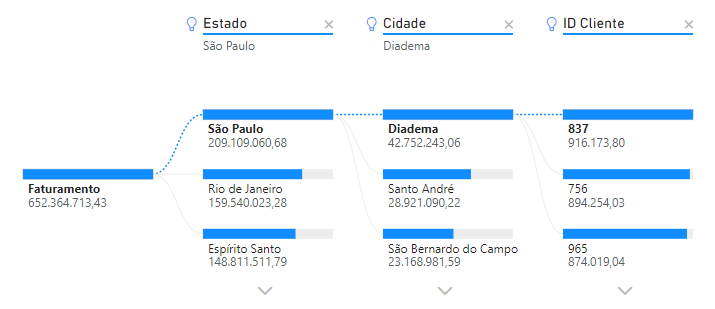 Estado
Cidade
ID Cliente
São Paulo
Diadema
São Paulo
209.109.060,68
Diadema
42.752.243,06
837
916.173,80
Faturamento
652.364.713,43
Rio de Janeiro
159.540.023,28
Santo André
28.921.090,22
756
894.254,03
Espírito Santo
148.811.511,79
São Bernardo do Campo
23.168.981,59
965
874.019,04